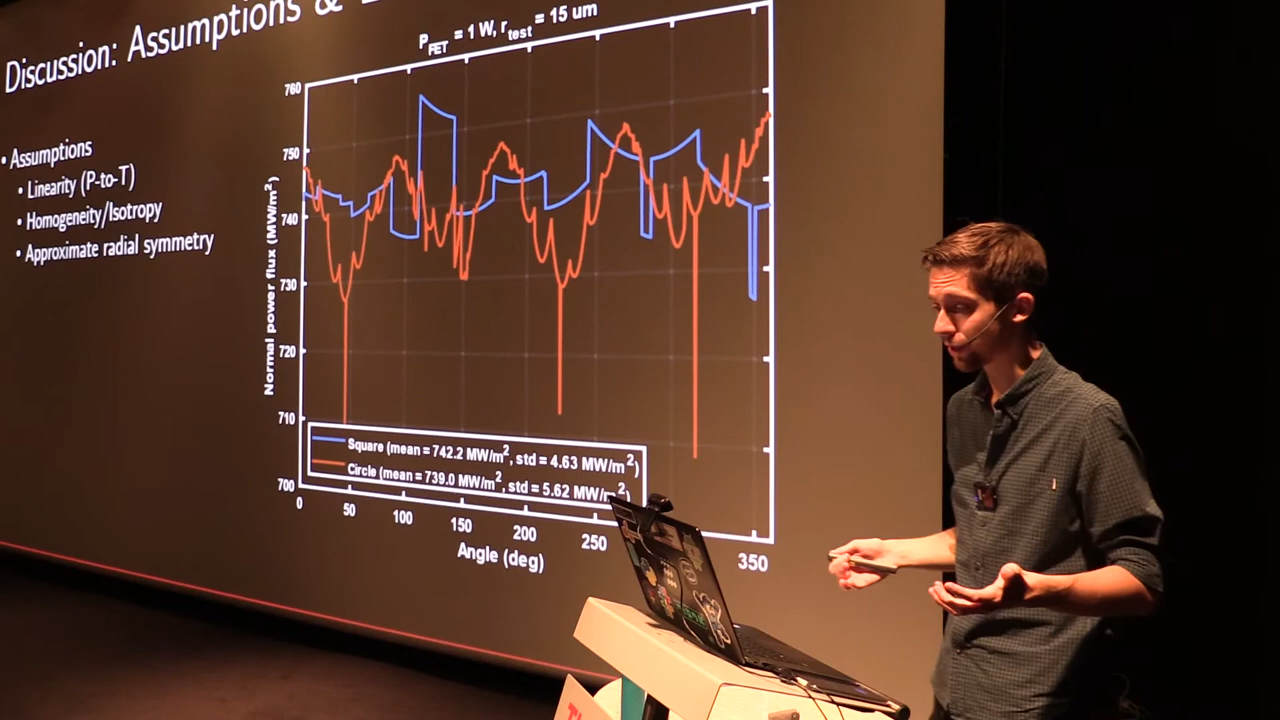 Discussion: Assumptions &
• Assumptions
• Linearity (P-to-T)
• Homogeneity/Isotropy
• Approximate radial symmetry
P_FET = 1 W, r_test = 15 um
760
750
740
730
720
710
700
Normal power flux (MW/m²)
Square (mean = 742.2 MW/m², std = 4.63 MW/m²)
Circle (mean = 739.0 MW/m², std = 5.62 MW/m²)
0 50 100 150 200 250 350
Angle (deg)